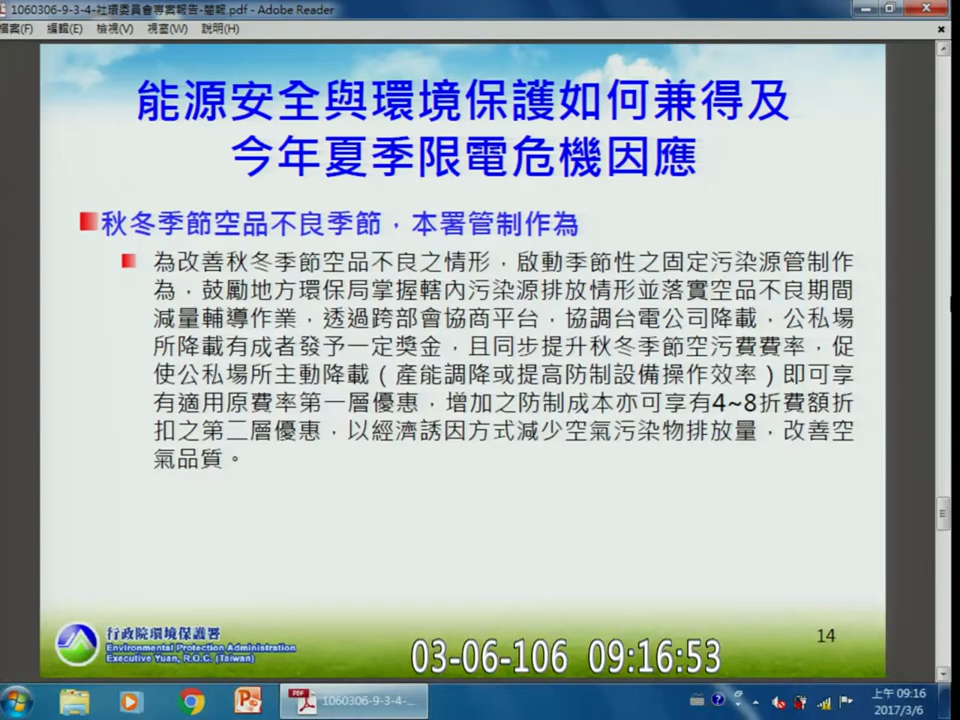 1060306-9-3-4-社環委員會專案報告-簡報.pdf - Adobe Reader
檔案(F) 編輯(E) 檢視(V) 視窗(W) 說明(H)
能源安全與環境保護如何兼得及
今年夏季限電危機因應
秋冬季節空品不良季節，本署管制作為
為改善秋冬季節空品不良之情形，啟動季節性之固定污染源管制作
為，鼓勵地方環保局掌握轄內污染源排放情形並落實空品不良期間
減量輔導作業，透過跨部會協商平台，協調台電公司降載，公私場
所降載有成者發予一定獎金，且同步提升秋冬季節空污費費率，促
使公私場所主動降載（產能調降或提高防制設備操作效率）即可享
有適用原費率第一層優惠，增加之防制成本亦可享有4~8折費額折
扣之第二層優惠，以經濟誘因方式減少空氣污染物排放量，改善空
氣品質。
行政院環境保護署
Environmental Protection Administration
Executive Yuan, R.O.C. (Taiwan)
14
03-06-106 09:16:53
1060306-9-3-4-...
上午 09:16
2017/3/6